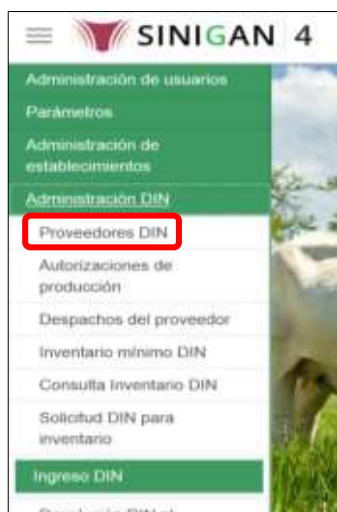 SINIGAN 4
Administración de usuarios
Parámetros
Administración de
establecimientos
Administración DIN
Proveedores DIN
Autorizaciones de
producción
Despachos del proveedor
Inventario mínimo DIN
Consulta Inventario DIN
Solicitud DIN para
inventario
Ingreso DIN